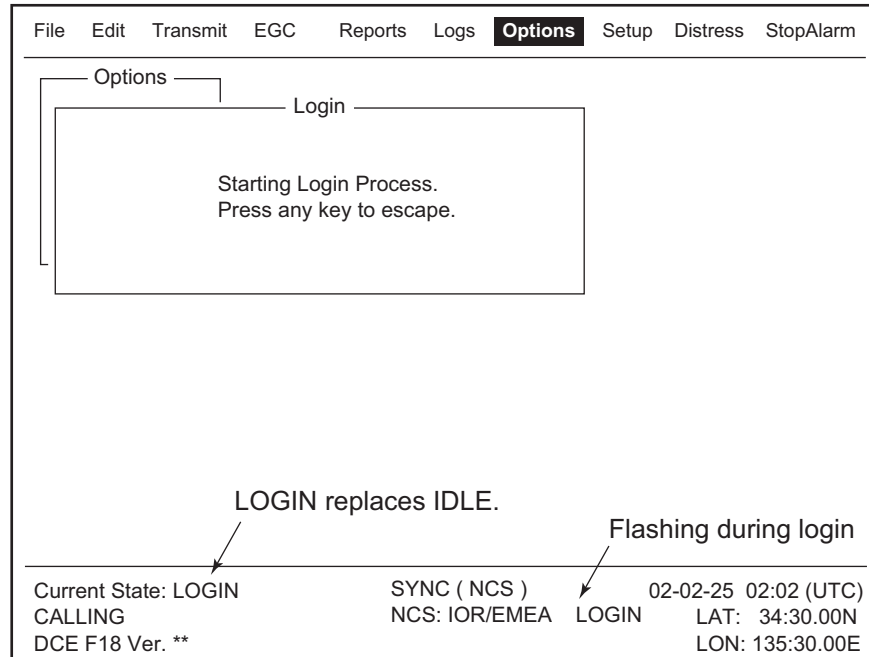 File Edit Transmit EGC Reports Logs Options Setup Distress StopAlarm
Options
Login
Starting Login Process.
Press any key to escape.
LOGIN replaces IDLE.
Flashing during login
Current State: LOGIN SYNC ( NCS ) 02-02-25 02:02 (UTC)
CALLING NCS: IOR/EMEA LOGIN LAT: 34:30.00N
DCE F18 Ver. ** LON: 135:30.00E